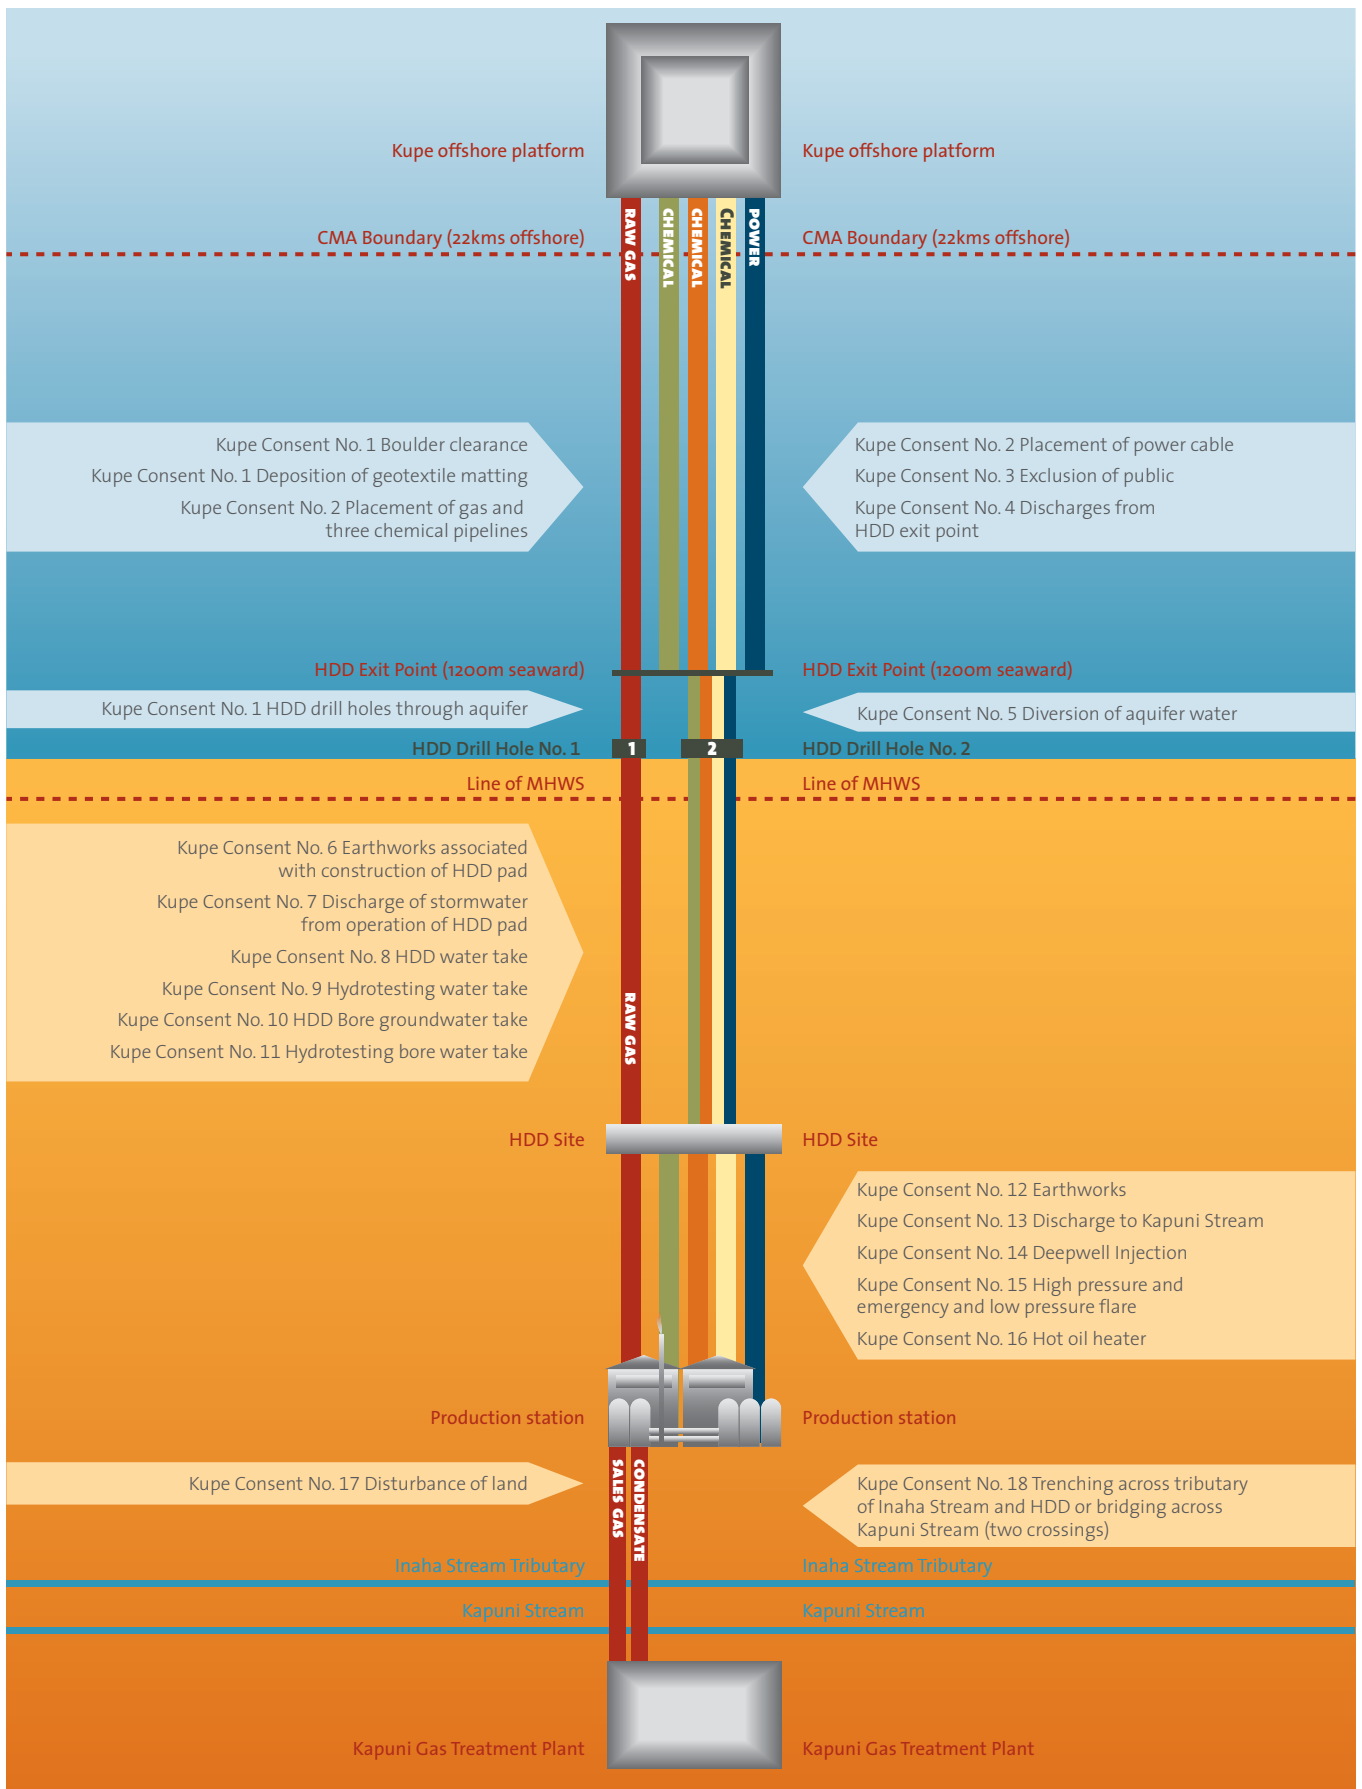 Kupe offshore platform
Kupe offshore platform
RAW GAS
CHEMICAL
CHEMICAL
CHEMICAL
POWER
CMA Boundary (22kms offshore)
CMA Boundary (22kms offshore)
Kupe Consent No. 1 Boulder clearance
Kupe Consent No. 1 Deposition of geotextile matting
Kupe Consent No. 2 Placement of gas and
three chemical pipelines
Kupe Consent No. 2 Placement of power cable
Kupe Consent No. 3 Exclusion of public
Kupe Consent No. 4 Discharges from
HDD exit point
HDD Exit Point (1200m seaward)
HDD Exit Point (1200m seaward)
Kupe Consent No. 1 HDD drill holes through aquifer
Kupe Consent No. 5 Diversion of aquifer water
HDD Drill Hole No. 1
1
2
HDD Drill Hole No. 2
Line of MHWS
Line of MHWS
Kupe Consent No. 6 Earthworks associated
with construction of HDD pad
Kupe Consent No. 7 Discharge of stormwater
from operation of HDD pad
Kupe Consent No. 8 HDD water take
Kupe Consent No. 9 Hydrotesting water take
Kupe Consent No. 10 HDD Bore groundwater take
Kupe Consent No. 11 Hydrotesting bore water take
RAW GAS
HDD Site
HDD Site
Kupe Consent No. 12 Earthworks
Kupe Consent No. 13 Discharge to Kapuni Stream
Kupe Consent No. 14 Deepwell Injection
Kupe Consent No. 15 High pressure and
emergency and low pressure flare
Kupe Consent No. 16 Hot oil heater
Production station
Production station
SALES GAS
CONDENSATE
Kupe Consent No. 17 Disturbance of land
Kupe Consent No. 18 Trenching across tributary
of Inaha Stream and HDD or bridging across
Kapuni Stream (two crossings)
Inaha Stream Tributary
Inaha Stream Tributary
Kapuni Stream
Kapuni Stream
Kapuni Gas Treatment Plant
Kapuni Gas Treatment Plant